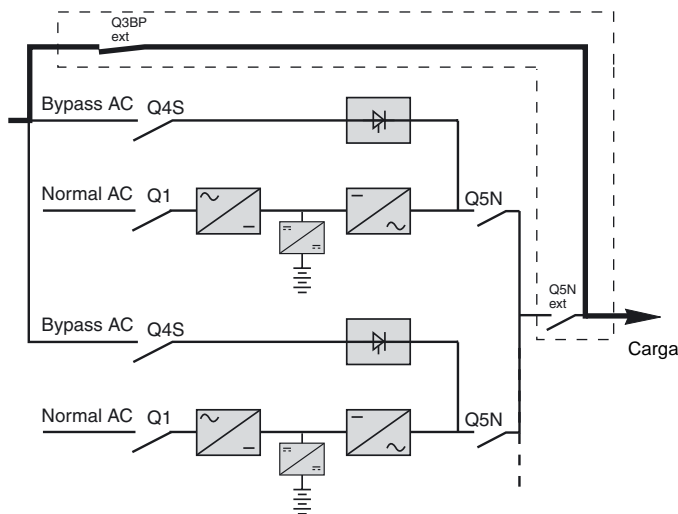 Q3BP
ext
Bypass AC Q4S
Normal AC Q1
Q5N
Q5N
ext
Bypass AC Q4S
Carga
Normal AC Q1
Q5N